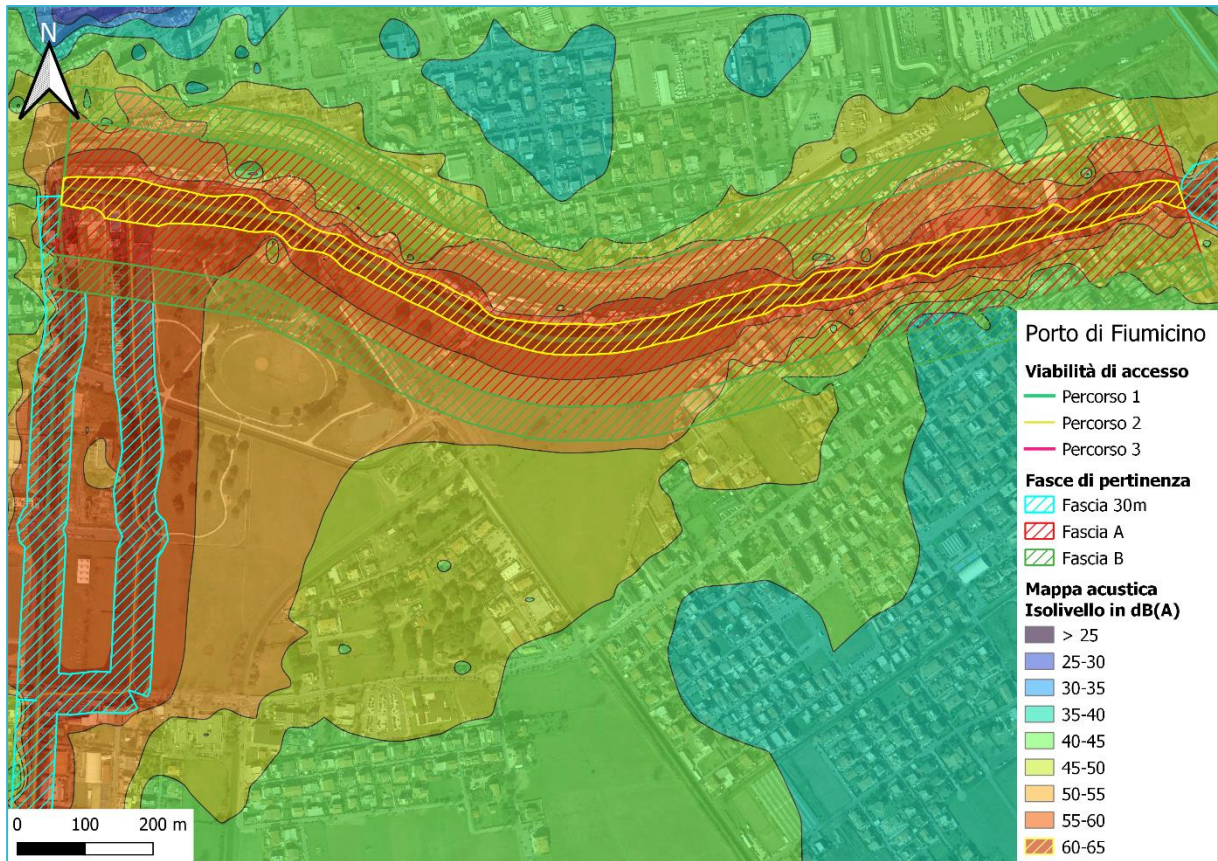 N
Porto di Fiumicino
Viabilità di accesso
Percorso 1
Percorso 2
Percorso 3
Fasce di pertinenza
Fascia 30m
Fascia A
Fascia B
Mappa acustica
Isolivello in dB(A)
> 25
25-30
30-35
35-40
40-45
45-50
50-55
55-60
60-65
0 100 200 m